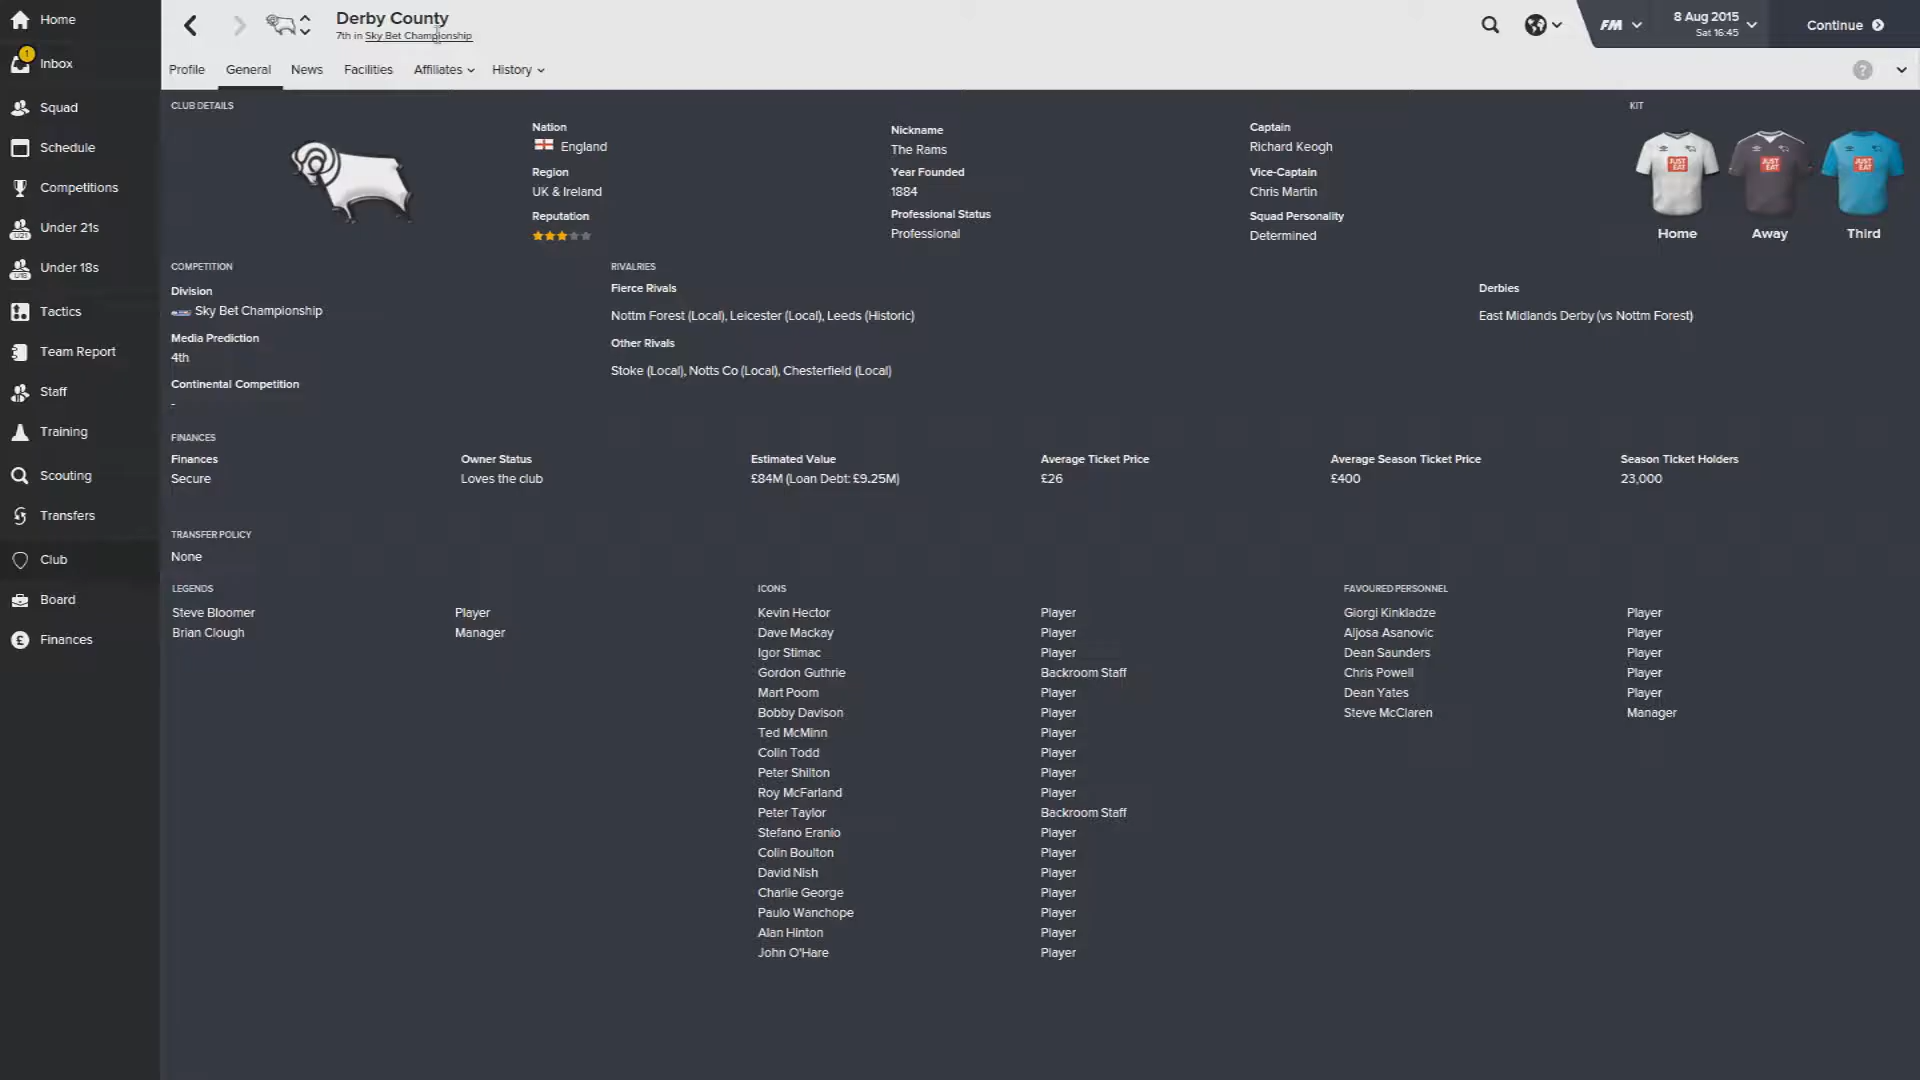 Home
1
Inbox
Squad
Schedule
Competitions
Under 21s
Under 18s
Tactics
Team Report
Staff
Training
Scouting
Transfers
Club
Board
Finances
Derby County
7th in Sky Bet Championship
FM
8 Aug 2015
Sat 16:45
Continue
Profile General News Facilities Affiliates History
?
CLUB DETAILS
Nation
England
Region
UK & Ireland
Reputation
Nickname
The Rams
Year Founded
1884
Professional Status
Professional
Captain
Richard Keogh
Vice-Captain
Chris Martin
Squad Personality
Determined
KIT
JUST EAT
JUST EAT
JUST EAT
Home Away Third
COMPETITION
Division
Sky Bet Championship
Media Prediction
4th
Continental Competition
-
RIVALRIES
Fierce Rivals
Nottm Forest (Local), Leicester (Local), Leeds (Historic)
Other Rivals
Stoke (Local), Notts Co (Local), Chesterfield (Local)
Derbies
East Midlands Derby (vs Nottm Forest)
FINANCES
Finances
Secure
Owner Status
Loves the club
Estimated Value
£84M (Loan Debt: £9.25M)
Average Ticket Price
£26
Average Season Ticket Price
£400
Season Ticket Holders
23,000
TRANSFER POLICY
None
LEGENDS
Steve Bloomer Player
Brian Clough Manager
ICONS
Kevin Hector Player
Dave Mackay Player
Igor Stimac Player
Gordon Guthrie Backroom Staff
Mart Poom Player
Bobby Davison Player
Ted McMinn Player
Colin Todd Player
Peter Shilton Player
Roy McFarland Player
Peter Taylor Backroom Staff
Stefano Eranio Player
Colin Boulton Player
David Nish Player
Charlie George Player
Paulo Wanchope Player
Alan Hinton Player
John O'Hare Player
FAVOURED PERSONNEL
Giorgi Kinkladze Player
Aljosa Asanovic Player
Dean Saunders Player
Chris Powell Player
Dean Yates Player
Steve McClaren Manager